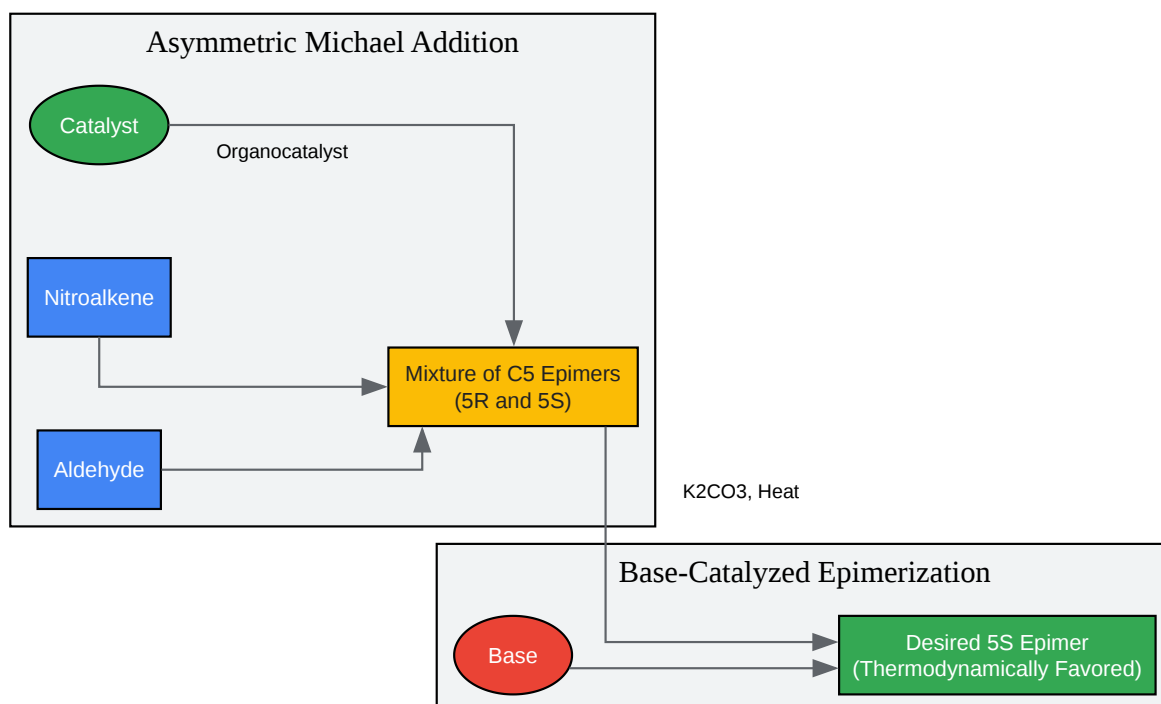 Asymmetric Michael Addition
Catalyst
Organocatalyst
Nitroalkene
Mixture of C5 Epimers
(5R and 5S)
Aldehyde
K2CO3, Heat
Base-Catalyzed Epimerization
Base
Desired 5S Epimer
(Thermodynamically Favored)